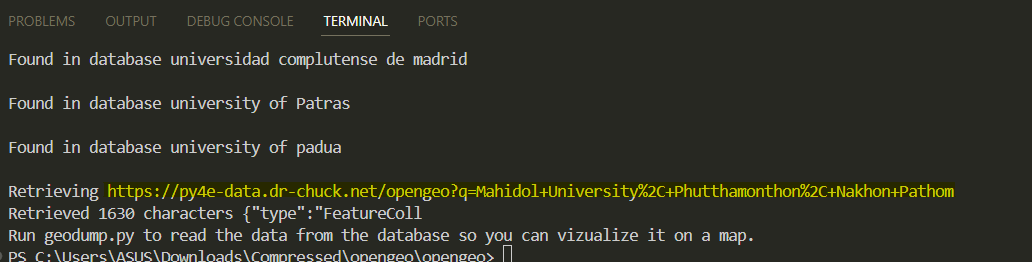 PROBLEMS OUTPUT DEBUG CONSOLE TERMINAL PORTS
Found in database universidad complutense de madrid
Found in database university of Patras
Found in database university of padua
Retrieving https://py4e-data.dr-chuck.net/opengeo?q=Mahidol+University%2C+Phutthamonthon%2C+Nakhon+Pathom
Retrieved 1630 characters {"type":"FeatureColl
Run geodump.py to read the data from the database so you can vizualize it on a map.
PS C:\Users\ASUS\Downloads\Compressed\opengeo\opengeo>